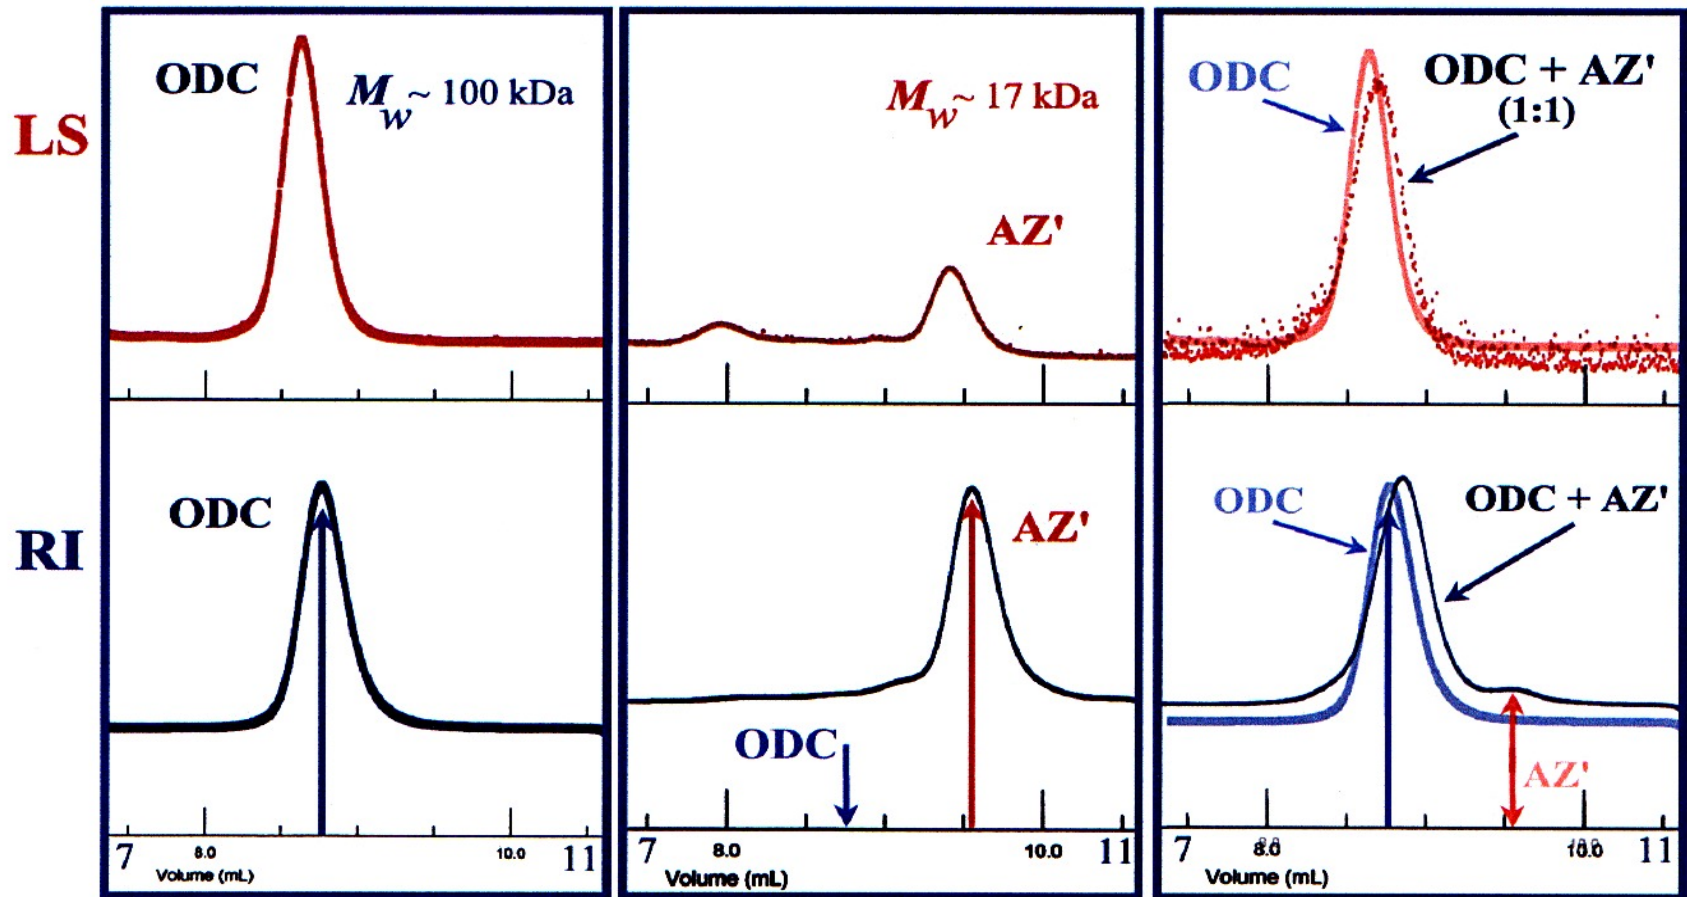 LS
ODC
Mw ~ 100 kDa
Mw ~ 17 kDa
AZ'
ODC
ODC + AZ'
(1:1)
RI
ODC
AZ'
ODC
ODC
ODC + AZ'
AZ'
7 8.0 10.0 11
Volume (mL)
7 8.0 10.0 11
Volume (mL)
7 8.0 10.0 11
Volume (mL)